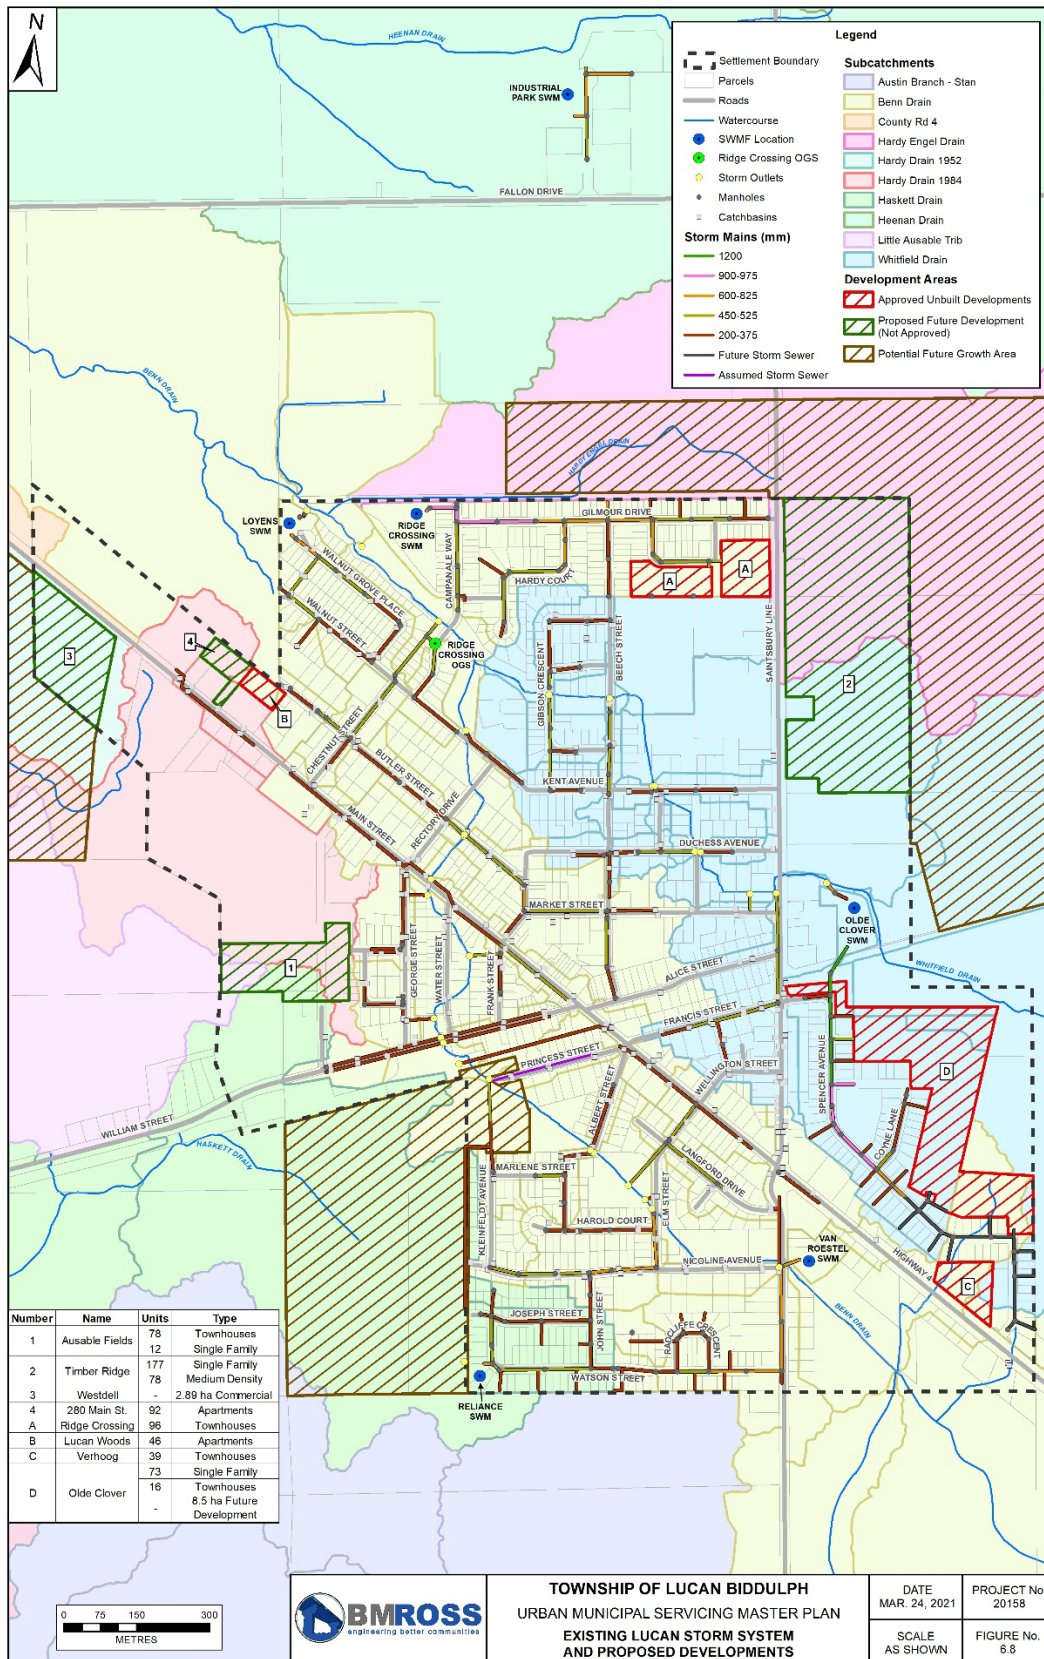 N
HEENAN DRAIN
INDUSTRIAL
PARK SWM
FALLON DRIVE
Legend
Settlement Boundary
Parcels
Roads
Watercourse
SWMF Location
Ridge Crossing OGS
Storm Outlets
Manholes
Catchbasins
Storm Mains (mm)
1200
900-975
600-825
450-525
200-375
Future Storm Sewer
Assumed Storm Sewer
Subcatchments
Austin Branch - Stan
Benn Drain
County Rd 4
Hardy Engel Drain
Hardy Drain 1952
Hardy Drain 1984
Haskett Drain
Heenan Drain
Little Ausable Trib
Whitfield Drain
Development Areas
Approved Unbuilt Developments
Proposed Future Development
(Not Approved)
Potential Future Growth Area
BENN DRAIN
HARDY ENGEL DRAIN
LOYENS
SWM
RIDGE
CROSSING
SWM
GILMOUR DRIVE
WALNUT GROVE PLACE
CAMPANALE WAY
HARDY COURT
A
A
WALNUT STREET
RIDGE
CROSSING
OGS
GIBSON CRESCENT
BEECH STREET
SAINTSBURY LINE
4
3
2
B
CHESTNUT STREET
BUTLER STREET
RECTORY DRIVE
KENT AVENUE
MAIN STREET
DUCHESS AVENUE
MARKET STREET
OLDE
CLOVER
SWM
WHITFIELD DRAIN
1
GEORGE STREET
WATER STREET
FRANK STREET
ALICE STREET
FRANCIS STREET
PRINCESS STREET
WELLINGTON STREET
SPENCER AVENUE
D
COYNE LANE
ALBERT STREET
WILLIAM STREET
HASKETT DRAIN
MARLENE STREET
LANGFORD DRIVE
KLEINFELDT AVENUE
ELM STREET
HAROLD COURT
NICOLINE AVENUE
VAN
ROESTEL
SWM
HIGHWAY 4
C
BENN DRAIN
JOSEPH STREET
JOHN STREET
RADCLIFFE CRESCENT
WATSON STREET
RELIANCE
SWM
Number Name Units Type
1 Ausable Fields 78 Townhouses
12 Single Family
2 Timber Ridge 177 Single Family
78 Medium Density
3 Westdell - 2.89 ha Commercial
4 280 Main St. 92 Apartments
A Ridge Crossing 96 Townhouses
B Lucan Woods 46 Apartments
C Verhoog 39 Townhouses
D Olde Clover 73 Single Family
16 Townhouses
- 8.5 ha Future
Development
0 75 150 300
METRES
BMROSS
engineering better communities
TOWNSHIP OF LUCAN BIDDULPH
URBAN MUNICIPAL SERVICING MASTER PLAN
EXISTING LUCAN STORM SYSTEM
AND PROPOSED DEVELOPMENTS
DATE
MAR. 24, 2021
PROJECT No
20158
SCALE
AS SHOWN
FIGURE No.
6.8